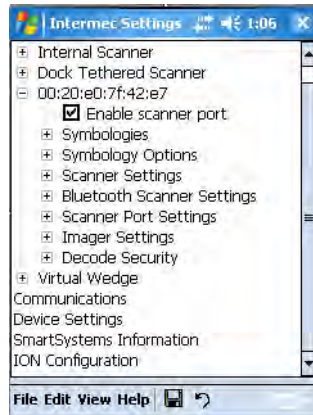 Intermec Settings 1:06
Internal Scanner
Dock Tethered Scanner
00:20:e0:7f:42:e7
Enable scanner port
Symbologies
Symbology Options
Scanner Settings
Bluetooth Scanner Settings
Scanner Port Settings
Imager Settings
Decode Security
Virtual Wedge
Communications
Device Settings
SmartSystems Information
ION Configuration
File Edit View Help